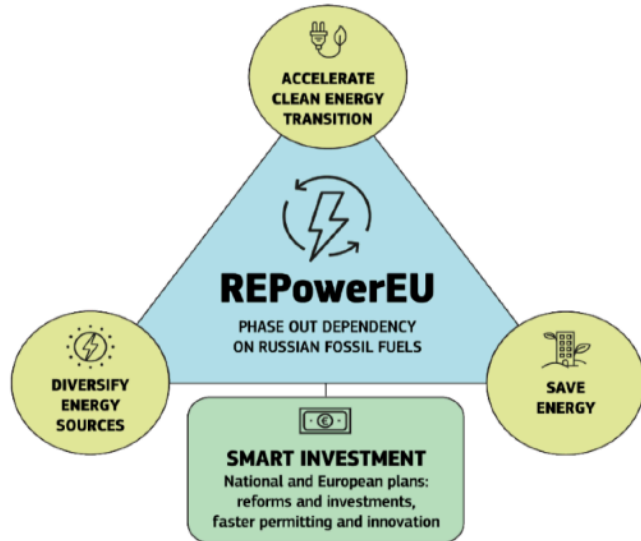 ACCELERATE
CLEAN ENERGY
TRANSITION
REPowerEU
PHASE OUT DEPENDENCY
ON RUSSIAN FOSSIL FUELS
DIVERSIFY
ENERGY
SOURCES
SAVE
ENERGY
€
SMART INVESTMENT
National and European plans:
reforms and investments,
faster permitting and innovation